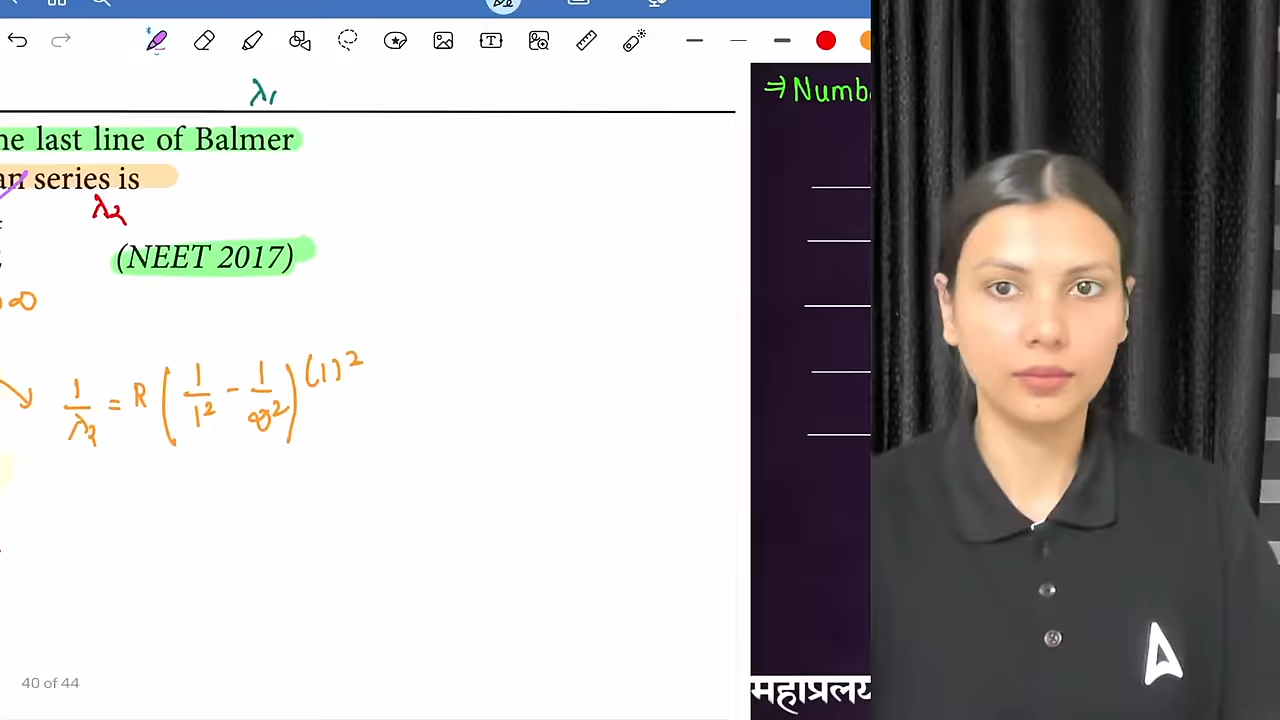 λ₁
he last line of Balmer
an series is
λ₂
(NEET 2017)
∞
1/λ₂ = R (1/1² - 1/∞²) (1)²
40 of 44
⇒ Numb
महाप्रलय